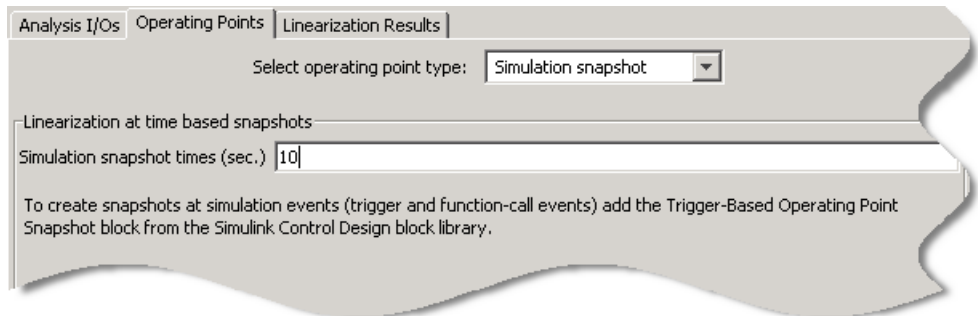 Analysis I/Os Operating Points Linearization Results
Select operating point type: Simulation snapshot
Linearization at time based snapshots
Simulation snapshot times (sec.) 10
To create snapshots at simulation events (trigger and function-call events) add the Trigger-Based Operating Point
Snapshot block from the Simulink Control Design block library.